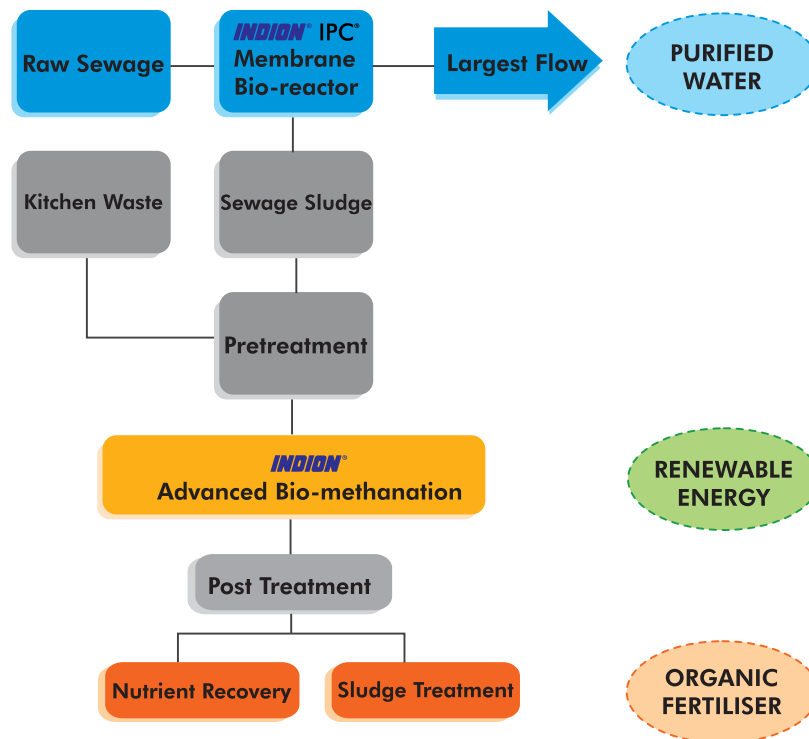 INDION® IPC®
Raw Sewage
Membrane
Bio-reactor
Largest Flow
PURIFIED
WATER
Kitchen Waste
Sewage Sludge
Pretreatment
INDION®
Advanced Bio-methanation
RENEWABLE
ENERGY
Post Treatment
Nutrient Recovery
Sludge Treatment
ORGANIC
FERTILISER